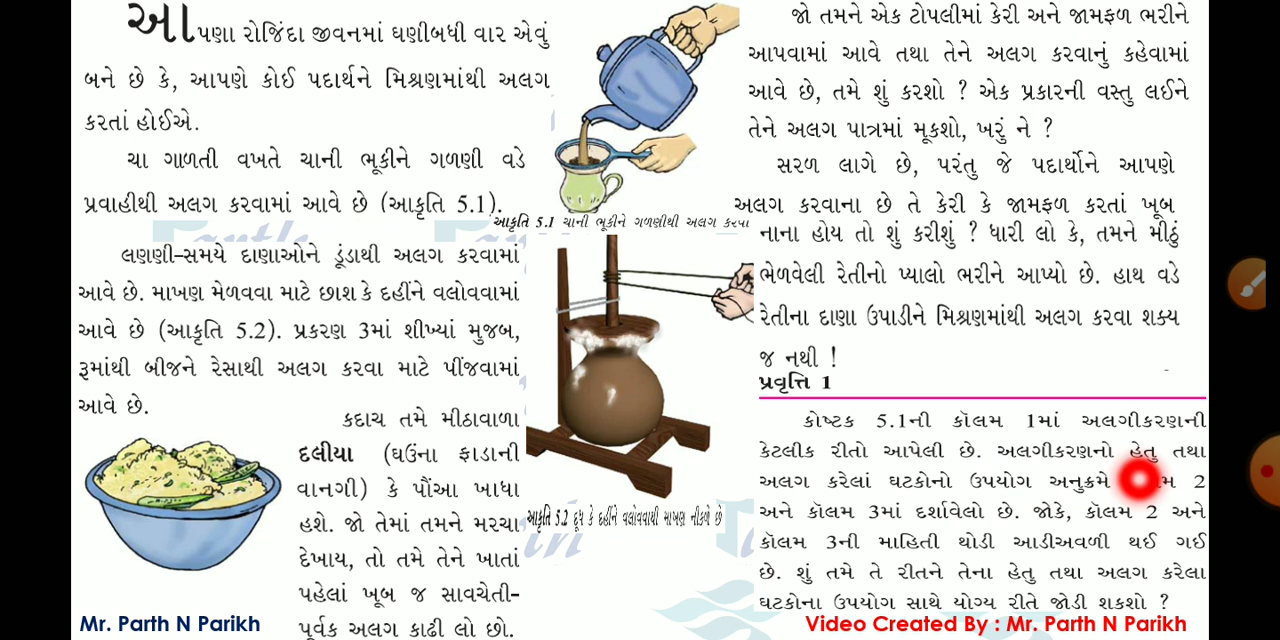 આપણા રોજિંદા જીવનમાં ઘણીબધી વાર એવું
બને છે કે, આપણે કોઈ પદાર્થને મિશ્રણમાંથી અલગ
કરતાં હોઈએ.
ચા ગાળતી વખતે ચાની ભૂકીને ગળણી વડે
પ્રવાહીથી અલગ કરવામાં આવે છે (આકૃતિ 5.1).
આકૃતિ 5.1 ચાની ભૂકીને ગળણીથી અલગ કરવી
લણણી-સમયે દાણાઓને ડૂંડાથી અલગ કરવામાં
આવે છે. માખણ મેળવવા માટે છાશ કે દહીંને વલોવવામાં
આવે છે (આકૃતિ 5.2). પ્રકરણ 3માં શીખ્યાં મુજબ,
રૂમાંથી બીજને રેસાથી અલગ કરવા માટે પીંજવામાં
આવે છે.
કદાચ તમે મીઠાવાળા
દલીયા (ઘઉંના ફાડાની
વાનગી) કે પૌંઆ ખાધા
હશે. જો તેમાં તમને મરચા
દેખાય, તો તમે તેને ખાતાં
પહેલાં ખૂબ જ સાવચેતી-
પૂર્વક અલગ કાઢી લો છો.
આકૃતિ 5.2 દૂધ કે દહીંને વલોવવાથી માખણ નીકળે છે
જો તમને એક ટોપલીમાં કેરી અને જામફળ ભરીને
આપવામાં આવે તથા તેને અલગ કરવાનું કહેવામાં
આવે છે, તમે શું કરશો ? એક પ્રકારની વસ્તુ લઈને
તેને અલગ પાત્રમાં મૂકશો, ખરું ને ?
સરળ લાગે છે, પરંતુ જે પદાર્થોને આપણે
અલગ કરવાના છે તે કેરી કે જામફળ કરતાં ખૂબ
નાના હોય તો શું કરીશું ? ધારી લો કે, તમને મીઠું
ભેળવેલી રેતીનો પ્યાલો ભરીને આપ્યો છે. હાથ વડે
રેતીના દાણા ઉપાડીને મિશ્રણમાંથી અલગ કરવા શક્ય
જ નથી !
પ્રવૃત્તિ 1
કોષ્ટક 5.1ની કૉલમ 1માં અલગીકરણની
કેટલીક રીતો આપેલી છે. અલગીકરણનો હેતુ તથા
અલગ કરેલાં ઘટકોનો ઉપયોગ અનુક્રમે 2
અને કૉલમ 3માં દર્શાવેલો છે. જોકે, કૉલમ 2 અને
કૉલમ 3ની માહિતી થોડી આડીઅવળી થઈ ગઈ
છે. શું તમે તે રીતને તેના હેતુ તથા અલગ કરેલા
ઘટકોના ઉપયોગ સાથે યોગ્ય રીતે જોડી શકશો ?
Mr. Parth N Parikh
Video Created By : Mr. Parth N Parikh